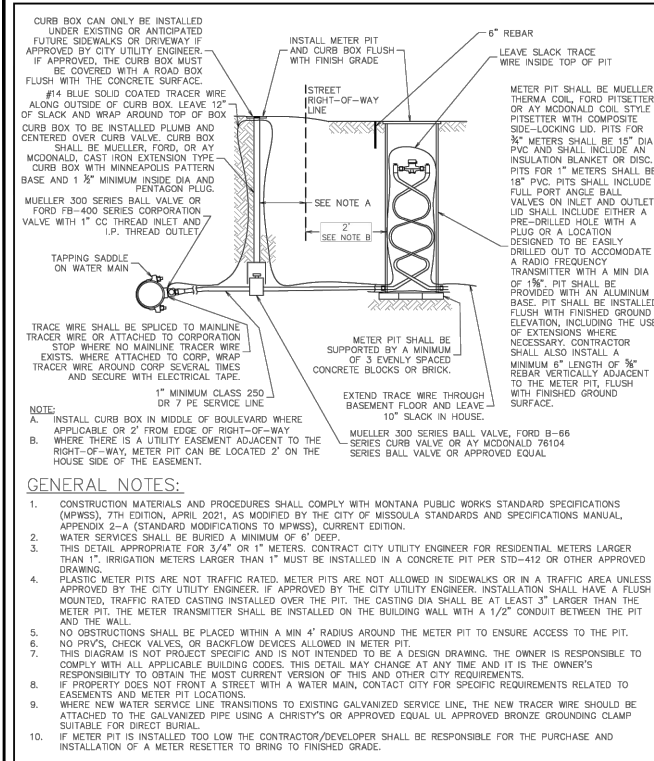 CURB BOX CAN ONLY BE INSTALLED
UNDER EXISTING OR ANTICIPATED
FUTURE SIDEWALKS OR DRIVEWAY IF
APPROVED BY CITY UTILITY ENGINEER.
IF APPROVED, THE CURB BOX MUST
BE COVERED WITH A ROAD BOX
FLUSH WITH THE CONCRETE SURFACE.
#14 BLUE SOLID COATED TRACER WIRE
ALONG OUTSIDE OF CURB BOX. LEAVE 12"
OF SLACK AND WRAP AROUND TOP OF BOX
CURB BOX TO BE INSTALLED PLUMB AND
CENTERED OVER CURB VALVE. CURB BOX
SHALL BE MUELLER, FORD, OR AY
MCDONALD, CAST IRON EXTENSION TYPE
CURB BOX WITH MINNEAPOLIS PATTERN
BASE AND 1 ½" MINIMUM INSIDE DIA AND
PENTAGON PLUG.
MUELLER 300 SERIES BALL VALVE OR
FORD FB-400 SERIES CORPORATION
VALVE WITH 1" CC THREAD INLET AND
I.P. THREAD OUTLET
TAPPING SADDLE
ON WATER MAIN
TRACE WIRE SHALL BE SPLICED TO MAINLINE
TRACER WIRE OR ATTACHED TO CORPORATION
STOP WHERE NO MAINLINE TRACER WIRE
EXISTS. WHERE ATTACHED TO CORP, WRAP
TRACER WIRE AROUND CORP SEVERAL TIMES
AND SECURE WITH ELECTRICAL TAPE.
1" MINIMUM CLASS 250
DR 7 PE SERVICE LINE
INSTALL METER PIT
AND CURB BOX FLUSH
WITH FINISH GRADE
STREET
RIGHT-OF-WAY
LINE
SEE NOTE A
2'
SEE NOTE B
6" REBAR
LEAVE SLACK TRACE
WIRE INSIDE TOP OF PIT
METER PIT SHALL BE MUELLER
THERMA COIL, FORD PITSETTER
OR AY MCDONALD COIL STYLE
PITSETTER WITH COMPOSITE
SIDE-LOCKING LID. PITS FOR
¾" METERS SHALL BE 15" DIA
PVC AND SHALL INCLUDE AN
INSULATION BLANKET OR DISC.
PITS FOR 1" METERS SHALL BE
18" PVC. PITS SHALL INCLUDE
FULL PORT ANGLE BALL
VALVES ON INLET AND OUTLET
LID SHALL INCLUDE EITHER A
PRE-DRILLED HOLE WITH A
PLUG OR A LOCATION
DESIGNED TO BE EASILY
DRILLED OUT TO ACCOMODATE
A RADIO FREQUENCY
TRANSMITTER WITH A MIN DIA
OF 1⅝". PIT SHALL BE
PROVIDED WITH AN ALUMINUM
BASE. PIT SHALL BE INSTALLED
FLUSH WITH FINISHED GROUND
ELEVATION, INCLUDING THE USE
OF EXTENSIONS WHERE
NECESSARY. CONTRACTOR
SHALL ALSO INSTALL A
MINIMUM 6" LENGTH OF ⅝"
REBAR VERTICALLY ADJACENT
TO THE METER PIT, FLUSH
WITH FINISHED GROUND
SURFACE.
METER PIT SHALL BE
SUPPORTED BY A MINIMUM
OF 3 EVENLY SPACED
CONCRETE BLOCKS OR BRICK.
EXTEND TRACE WIRE THROUGH
BASEMENT FLOOR AND LEAVE
10" SLACK IN HOUSE.
MUELLER 300 SERIES BALL VALVE, FORD B-66
SERIES CURB VALVE OR AY MCDONALD 76104
SERIES BALL VALVE OR APPROVED EQUAL
NOTE:
A. INSTALL CURB BOX IN MIDDLE OF BOULEVARD WHERE
APPLICABLE OR 2' FROM EDGE OF RIGHT-OF-WAY
B. WHERE THERE IS A UTILITY EASEMENT ADJACENT TO THE
RIGHT-OF-WAY, METER PIT CAN BE LOCATED 2' ON THE
HOUSE SIDE OF THE EASEMENT.
GENERAL NOTES:
1. CONSTRUCTION MATERIALS AND PROCEDURES SHALL COMPLY WITH MONTANA PUBLIC WORKS STANDARD SPECIFICATIONS
(MPWSS), 7TH EDITION, APRIL 2021, AS MODIFIED BY THE CITY OF MISSOULA STANDARDS AND SPECIFICATIONS MANUAL,
APPENDIX 2-A (STANDARD MODIFICATIONS TO MPWSS), CURRENT EDITION.
2. WATER SERVICES SHALL BE BURIED A MINIMUM OF 6' DEEP.
3. THIS DETAIL APPROPRIATE FOR 3/4" OR 1" METERS. CONTRACT CITY UTILITY ENGINEER FOR RESIDENTIAL METERS LARGER
THAN 1". IRRIGATION METERS LARGER THAN 1" MUST BE INSTALLED IN A CONCRETE PIT PER STD-412 OR OTHER APPROVED
DRAWING.
4. PLASTIC METER PITS ARE NOT TRAFFIC RATED. METER PITS ARE NOT ALLOWED IN SIDEWALKS OR IN A TRAFFIC AREA UNLESS
APPROVED BY THE CITY UTILITY ENGINEER. IF APPROVED BY THE CITY UTILITY ENGINEER. INSTALLATION SHALL HAVE A FLUSH
MOUNTED, TRAFFIC RATED CASTING INSTALLED OVER THE PIT. THE CASTING DIA SHALL BE AT LEAST 3" LARGER THAN THE
METER PIT. THE METER TRANSMITTER SHALL BE INSTALLED ON THE BUILDING WALL WITH A 1/2" CONDUIT BETWEEN THE PIT
AND THE WALL.
5. NO OBSTRUCTIONS SHALL BE PLACED WITHIN A MIN 4' RADIUS AROUND THE METER PIT TO ENSURE ACCESS TO THE PIT.
6. NO PRV'S, CHECK VALVES, OR BACKFLOW DEVICES ALLOWED IN METER PIT.
7. THIS DIAGRAM IS NOT PROJECT SPECIFIC AND IS NOT INTENDED TO BE A DESIGN DRAWING. THE OWNER IS RESPONSIBLE TO
COMPLY WITH ALL APPLICABLE BUILDING CODES. THIS DETAIL MAY CHANGE AT ANY TIME AND IT IS THE OWNER'S
RESPONSIBILITY TO OBTAIN THE MOST CURRENT VERSION OF THIS AND OTHER CITY REQUIREMENTS.
8. IF PROPERTY DOES NOT FRONT A STREET WITH A WATER MAIN, CONTACT CITY FOR SPECIFIC REQUIREMENTS RELATED TO
EASEMENTS AND METER PIT LOCATIONS.
9. WHERE NEW WATER SERVICE LINE TRANSITIONS TO EXISTING GALVANIZED SERVICE LINE, THE NEW TRACER WIRE SHOULD BE
ATTACHED TO THE GALVANIZED PIPE USING A CHRISTY'S OR APPROVED EQUAL UL APPROVED BRONZE GROUNDING CLAMP
SUITABLE FOR DIRECT BURIAL.
10. IF METER PIT IS INSTALLED TOO LOW THE CONTRACTOR/DEVELOPER SHALL BE RESPONSIBLE FOR THE PURCHASE AND
INSTALLATION OF A METER RESETTER TO BRING TO FINISHED GRADE.